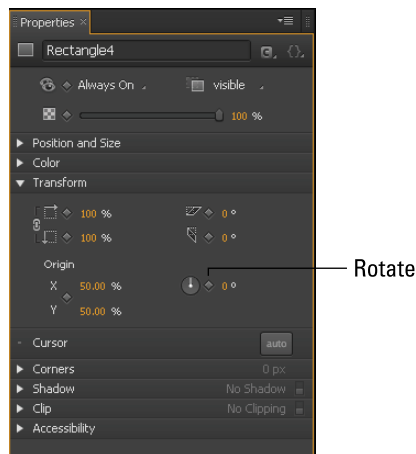 Properties ×
Rectangle4
Always On
visible
100 %
Position and Size
Color
Transform
100 %
0 °
100 %
0 °
Origin
X 50.00 %
0 °
Rotate
Y 50.00 %
Cursor
auto
Corners
0 px
Shadow
No Shadow
Clip
No Clipping
Accessibility